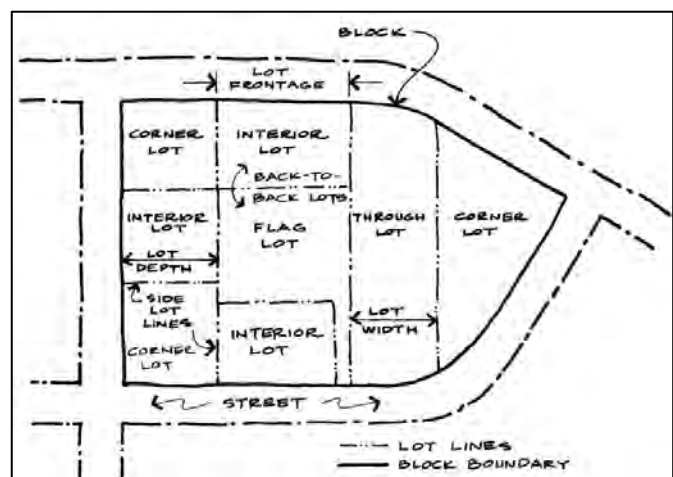 BLOCK
LOT
FRONTAGE
CORNER
LOT
INTERIOR
LOT
BACK-TO-
BACK LOTS
INTERIOR
LOT
FLAG
LOT
THROUGH
LOT
CORNER
LOT
LOT
DEPTH
SIDE
LOT
LINES
CORNER
LOT
INTERIOR
LOT
LOT
WIDTH
STREET
LOT LINES
BLOCK BOUNDARY